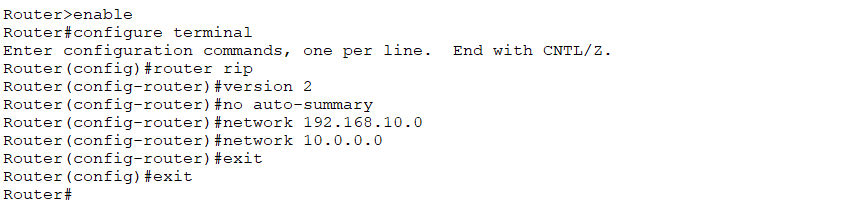 Router>enable
Router#configure terminal
Enter configuration commands, one per line.  End with CNTL/Z.
Router(config)#router rip
Router(config-router)#version 2
Router(config-router)#no auto-summary
Router(config-router)#network 192.168.10.0
Router(config-router)#network 10.0.0.0
Router(config-router)#exit
Router(config)#exit
Router#